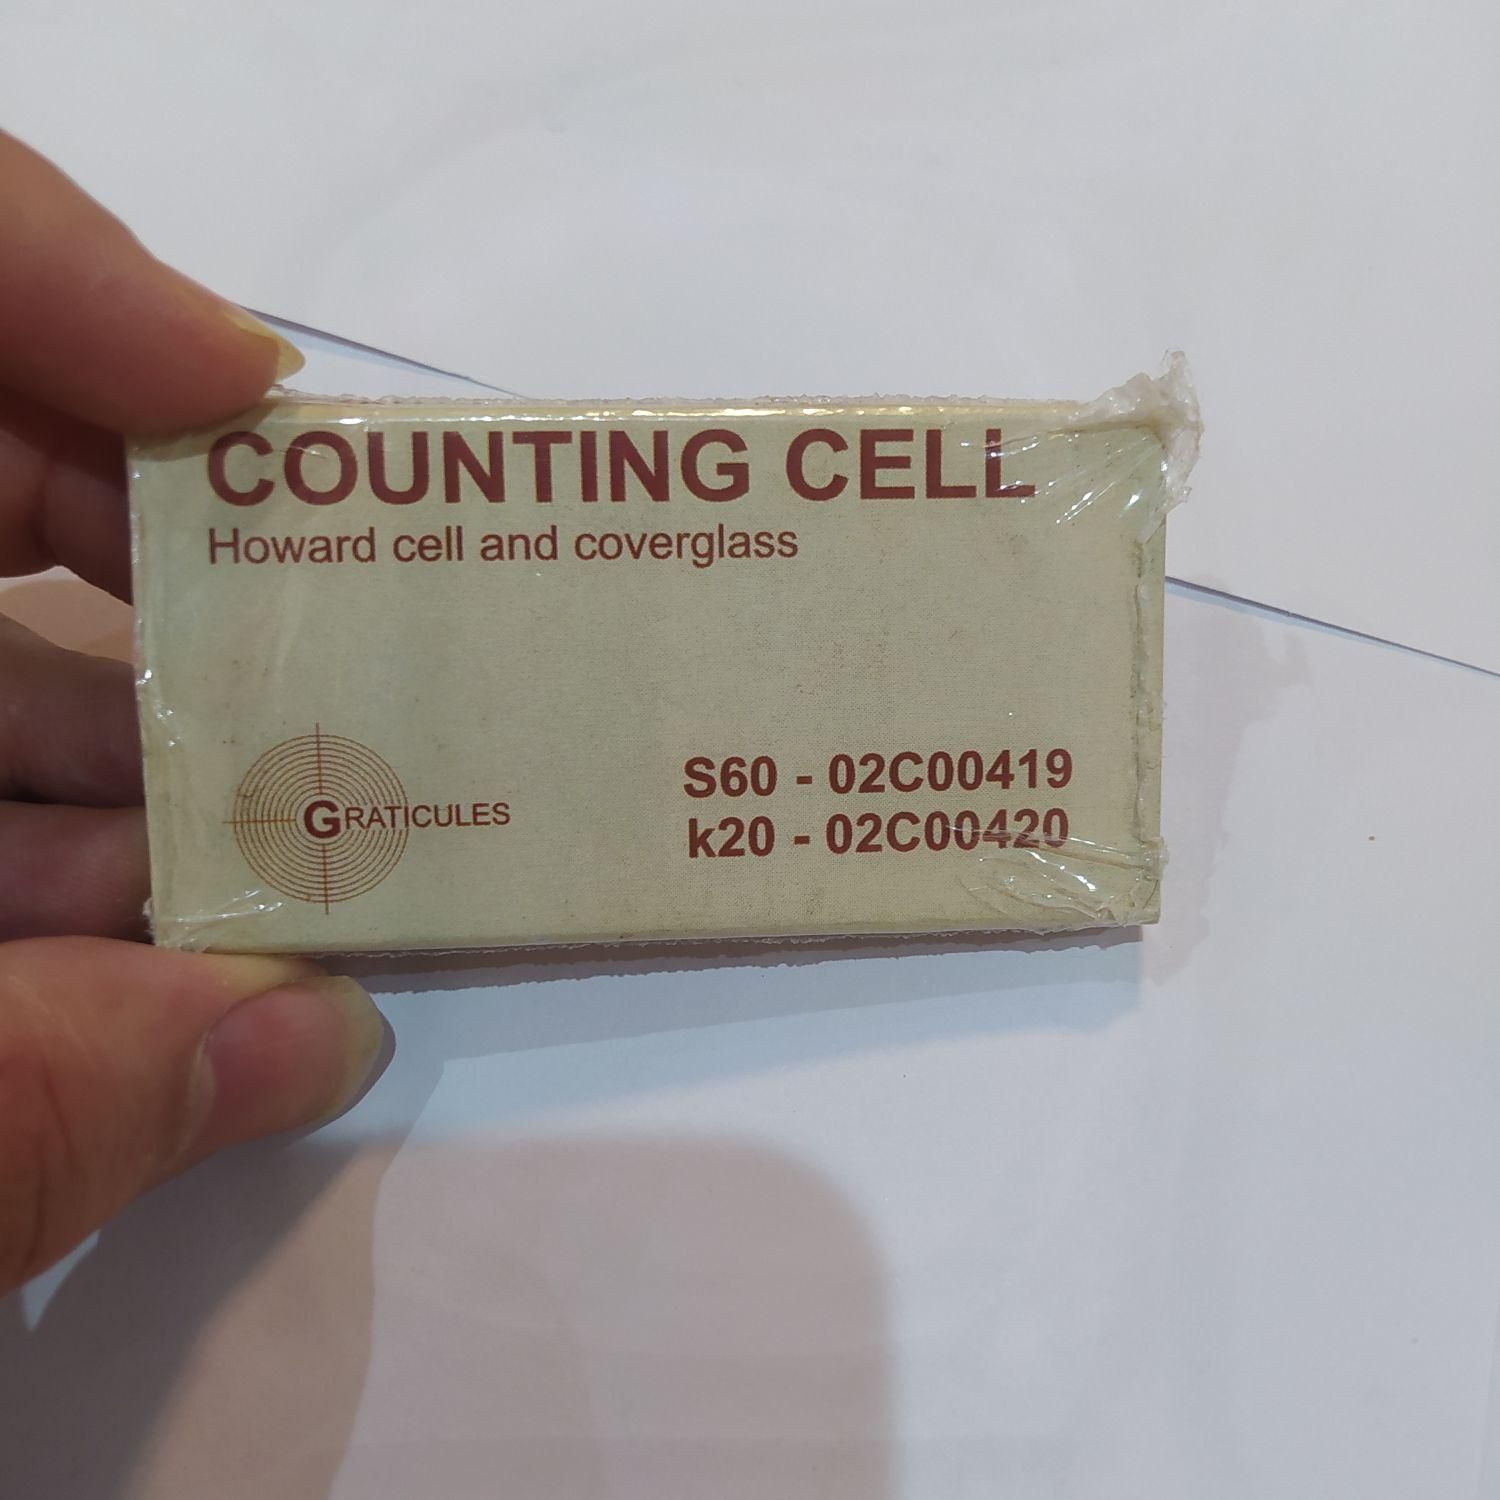 COUNTING CELL
Howard cell and coverglass
GRATICULES
S60 - 02C00419
k20 - 02C00420